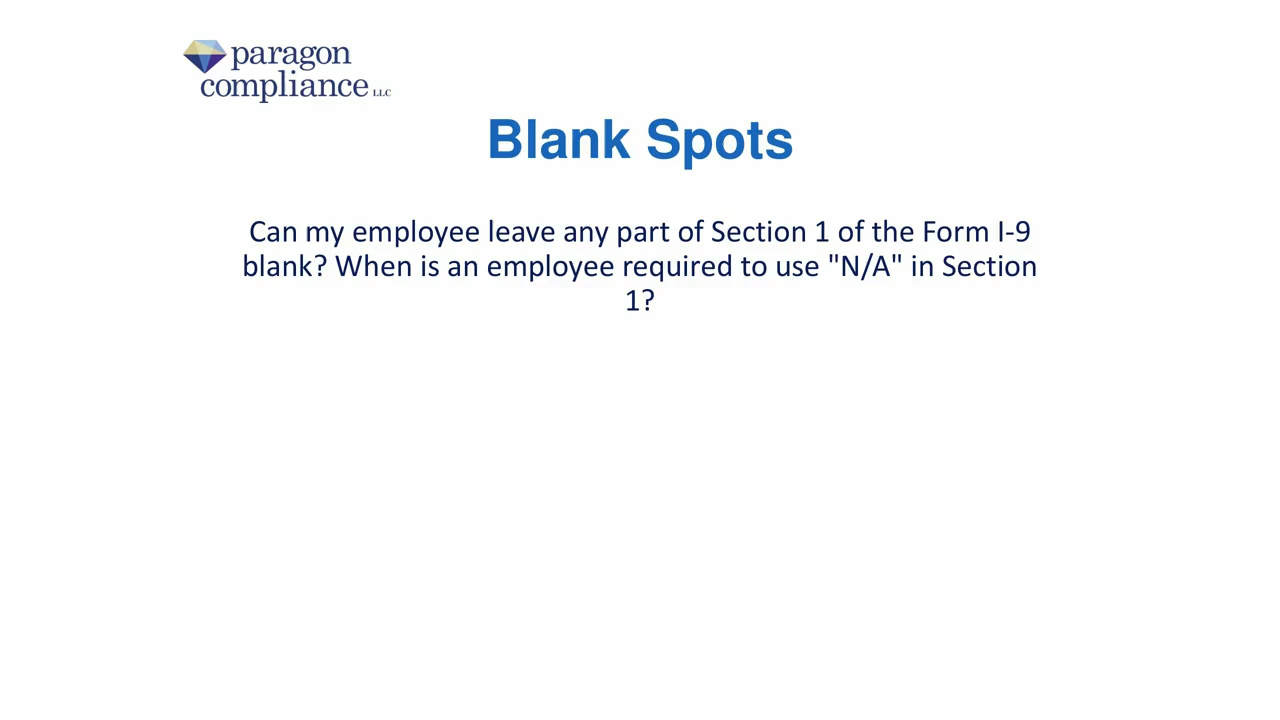 paragon
compliance LLC
Blank Spots
Can my employee leave any part of Section 1 of the Form I-9
blank? When is an employee required to use "N/A" in Section
1?